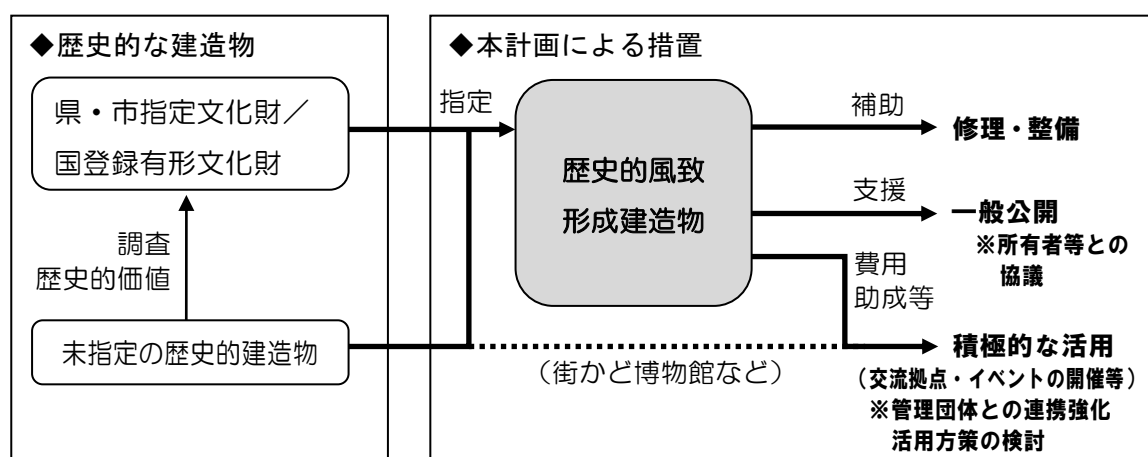 ◆歴史的な建造物
県・市指定文化財／
国登録有形文化財
調査
歴史的価値
未指定の歴史的建造物
◆本計画による措置
指定
歴史的風致
形成建造物
補助
修理・整備
支援
一般公開
※所有者等との
協議
費用
助成等
積極的な活用
（街かど博物館など）
（交流拠点・イベントの開催等）
※管理団体との連携強化
活用方策の検討